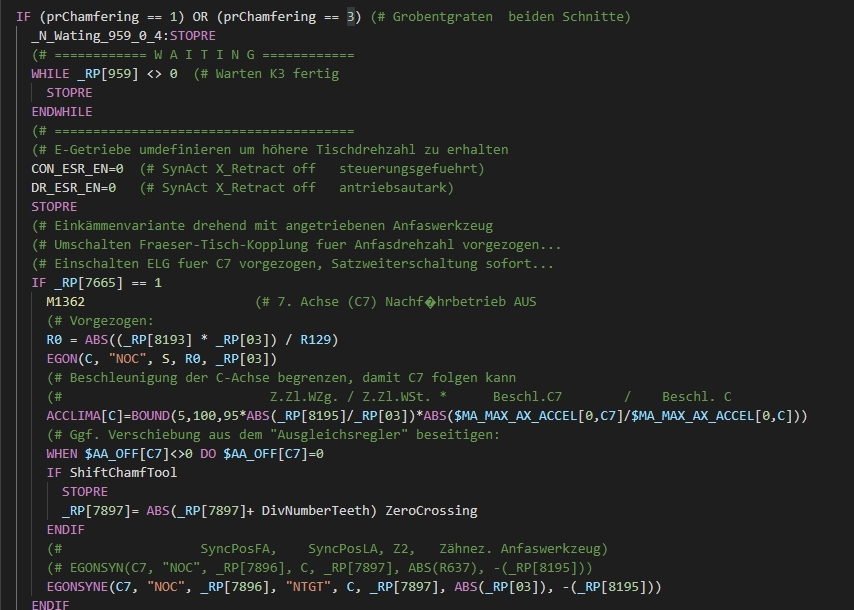 IF (prChamfering == 1) OR (prChamfering == 3) (# Grobentgraten  beiden Schnitte)
_N_Wating_959_0_4:STOPRE
(# ============ W A I T I N G ============
WHILE _RP[959] <> 0  (# Warten K3 fertig
STOPRE
ENDWHILE
(# =======================================
(# E-Getriebe umdefinieren um höhere Tischdrehzahl zu erhalten
CON_ESR_EN=0  (# SynAct X_Retract off   steuerungsgefuehrt)
DR_ESR_EN=0   (# SynAct X_Retract off   antriebsautark)
STOPRE
(# Einkämmenvariante drehend mit angetriebenen Anfaswerkzeug
(# Umschalten Fraeser-Tisch-Kopplung fuer Anfasdrehzahl vorgezogen...
(# Einschalten ELG fuer C7 vorgezogen, Satzweiterschaltung sofort...
IF _RP[7665] == 1
M1362                      (# 7. Achse (C7) Nachf�hrbetrieb AUS
(# Vorgezogen:
R0 = ABS((_RP[8193] * _RP[03]) / R129)
EGON(C, "NOC", S, R0, _RP[03])
(# Beschleunigung der C-Achse begrenzen, damit C7 folgen kann
(#                           Z.Zl.WZg. / Z.Zl.WSt. *      Beschl.C7        /    Beschl. C
ACCLIMA[C]=BOUND(5,100,95*ABS(_RP[8195]/_RP[03])*ABS($MA_MAX_AX_ACCEL[0,C7]/$MA_MAX_AX_ACCEL[0,C]))
(# Ggf. Verschiebung aus dem "Ausgleichsregler" beseitigen:
WHEN $AA_OFF[C7]<>0 DO $AA_OFF[C7]=0
IF ShiftChamfTool
STOPRE
_RP[7897]= ABS(_RP[7897]+ DivNumberTeeth) ZeroCrossing
ENDIF
(#                  SyncPosFA,    SyncPosLA, Z2,   Zähnez. Anfaswerkzeug)
(# EGONSYN(C7, "NOC", _RP[7896], C, _RP[7897], ABS(R637), -(_RP[8195]))
EGONSYNE(C7, "NOC", _RP[7896], "NTGT", C, _RP[7897], ABS(_RP[03]), -(_RP[8195]))
ENDIF